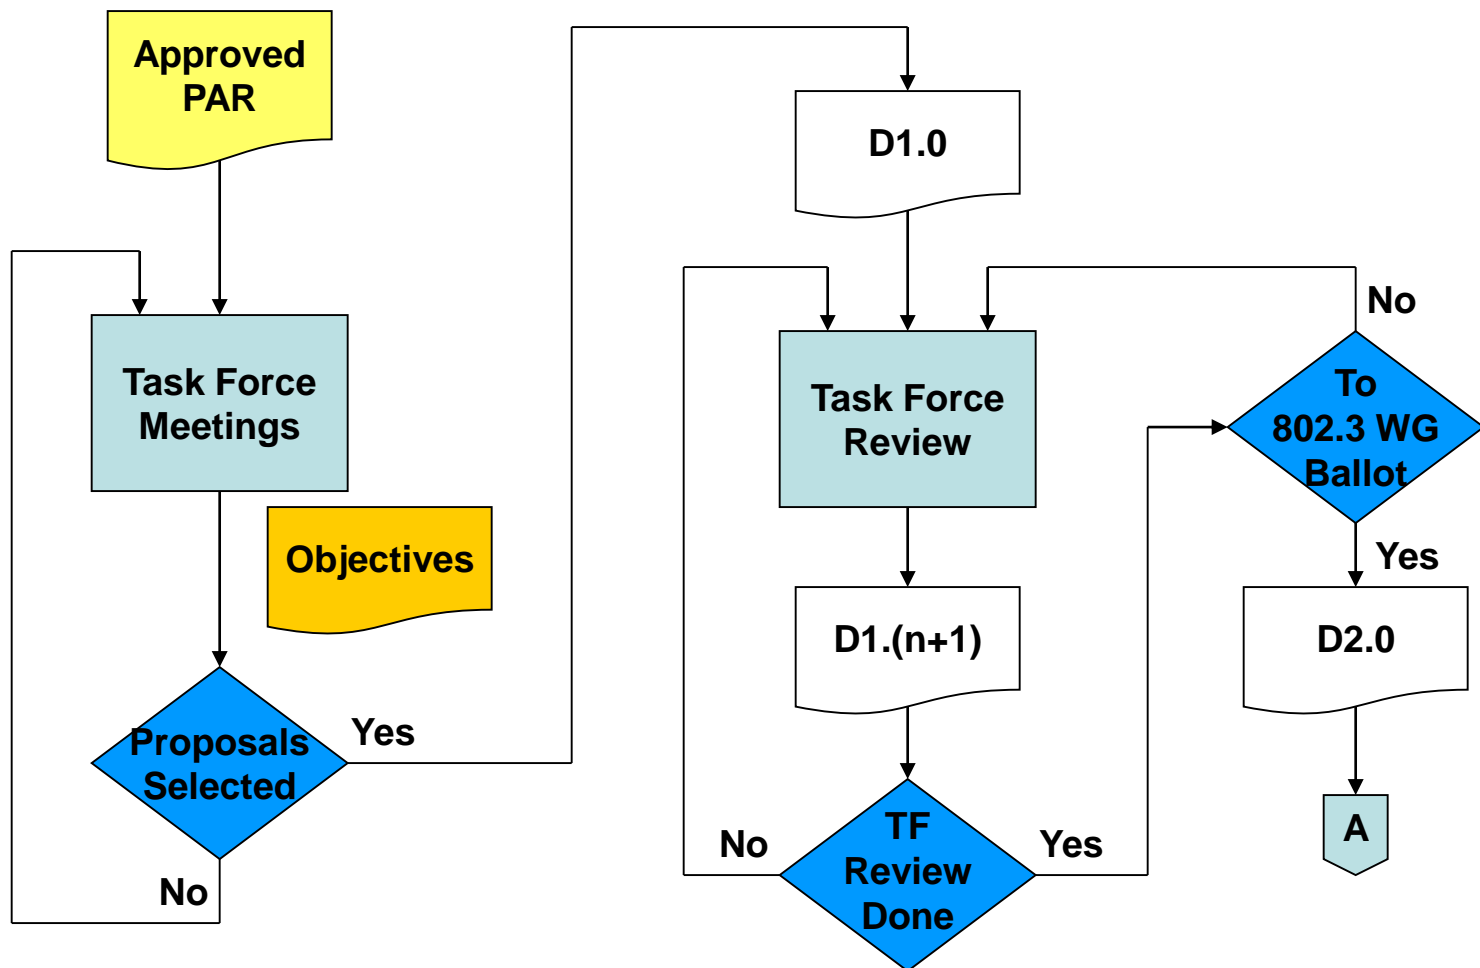 Approved
PAR
Task Force
Meetings
Objectives
Proposals
Selected
Yes
No
D1.0
Task Force
Review
D1.(n+1)
TF
Review
Done
No
Yes
To
802.3 WG
Ballot
No
Yes
D2.0
A